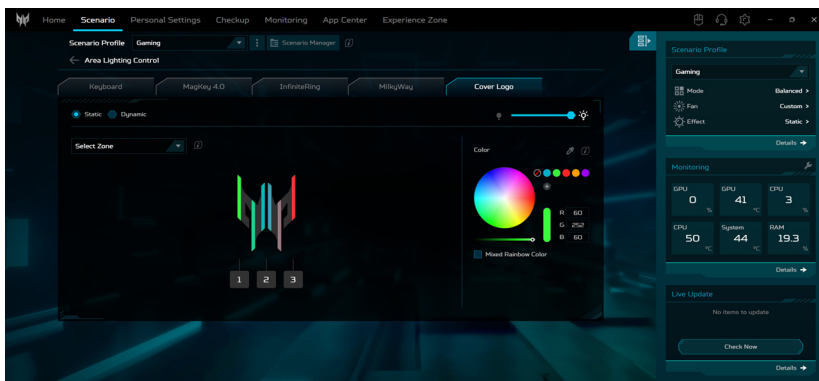 Home Scenario Personal Settings Checkup Monitoring App Center Experience Zone
Scenario Profile Gaming Scenario Manager
Area Lighting Control
Keyboard MagKey 4.0 InfiniteRing MilkyWay Cover Logo
Static Dynamic
Select Zone
1 2 3
Color
R 60
G 252
B 60
Mixed Rainbow Color
Scenario Profile
Gaming
Mode Balanced >
Fan Custom >
Effect Static >
Details
Monitoring
GPU GPU CPU
0 % 41 °C 3 %
CPU System RAM
50 °C 44 °C 19.3 %
Details
Live Update
No items to update
Check Now
Details